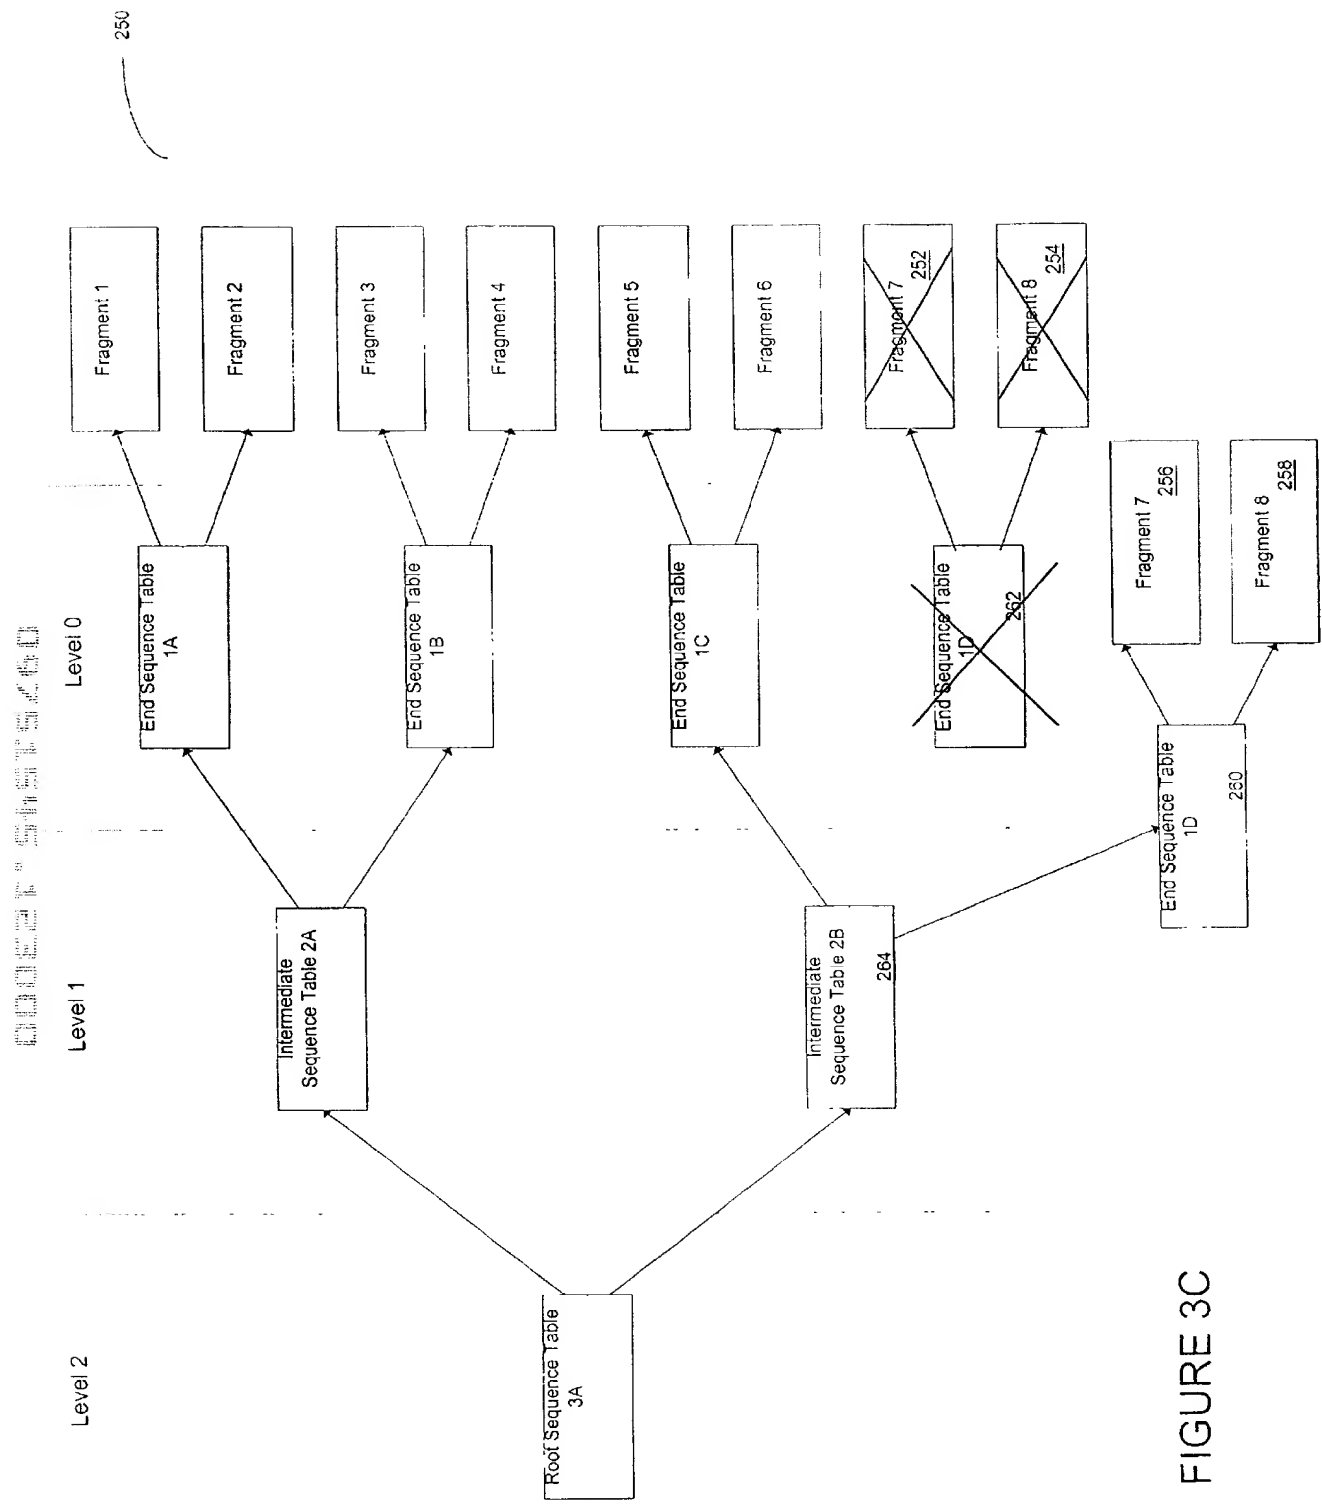 250
Level 2
Level 1
Level 0
Root Sequence Table
3A
Intermediate
Sequence Table 2A
Intermediate
Sequence Table 2B
264
End Sequence Table
1A
End Sequence Table
1B
End Sequence Table
1C
End Sequence Table
1D
262
End Sequence Table
1D
260
Fragment 1
Fragment 2
Fragment 3
Fragment 4
Fragment 5
Fragment 6
Fragment 7
252
Fragment 8
254
Fragment 7
256
Fragment 8
258
FIGURE 3C